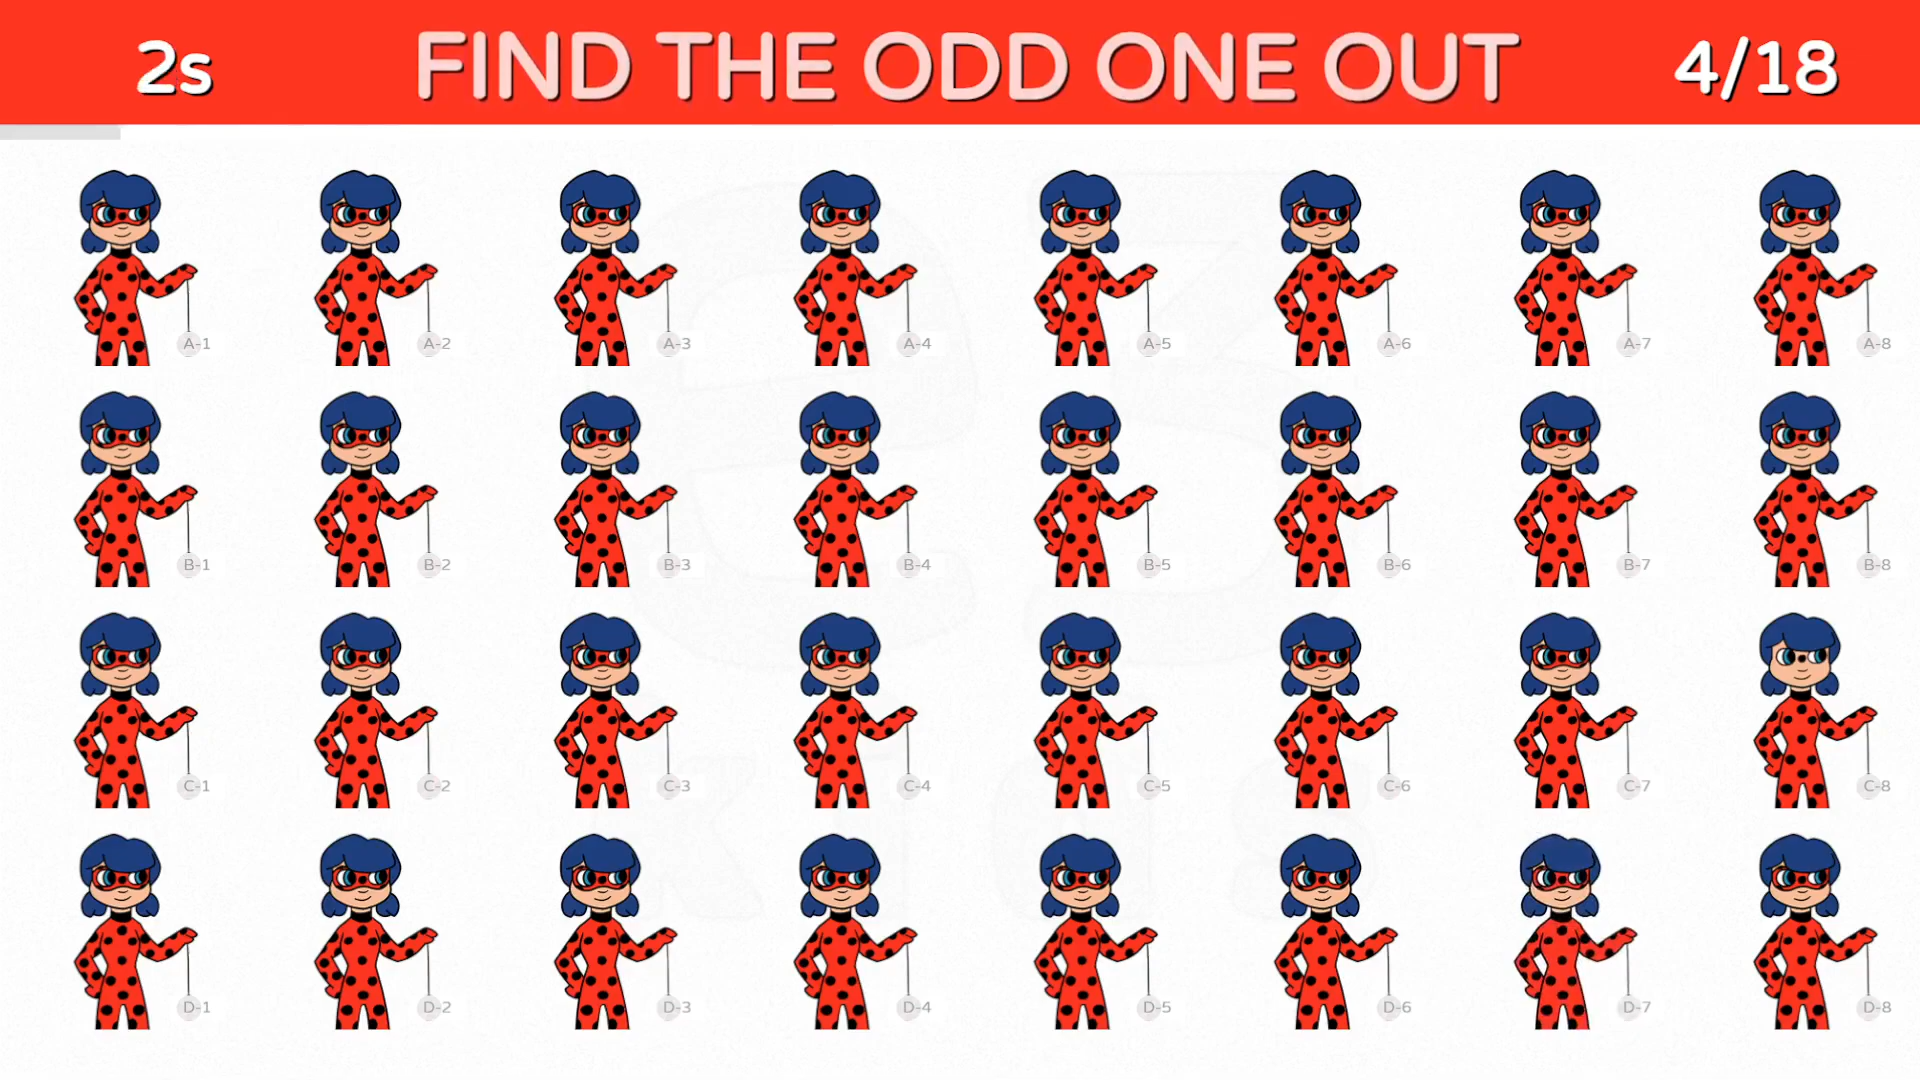 2s FIND THE ODD ONE OUT 4/18
A-1 A-2 A-3 A-4 A-5 A-6 A-7 A-8
B-1 B-2 B-3 B-4 B-5 B-6 B-7 B-8
C-1 C-2 C-3 C-4 C-5 C-6 C-7 C-8
kids
D-1 D-2 D-3 D-4 D-5 D-6 D-7 D-8